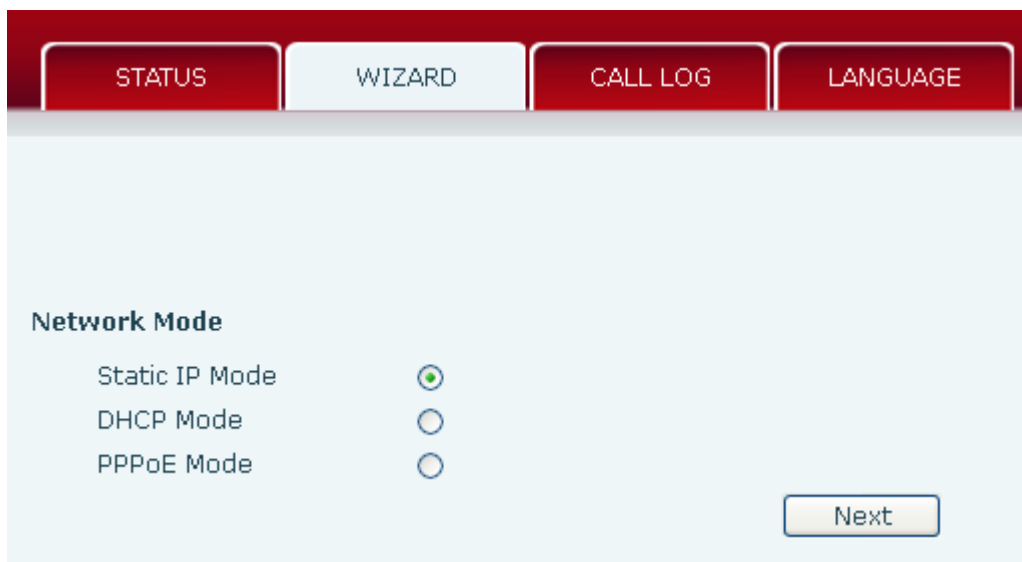 STATUS WIZARD CALL LOG LANGUAGE
Network Mode
Static IP Mode
DHCP Mode
PPPoE Mode
Next